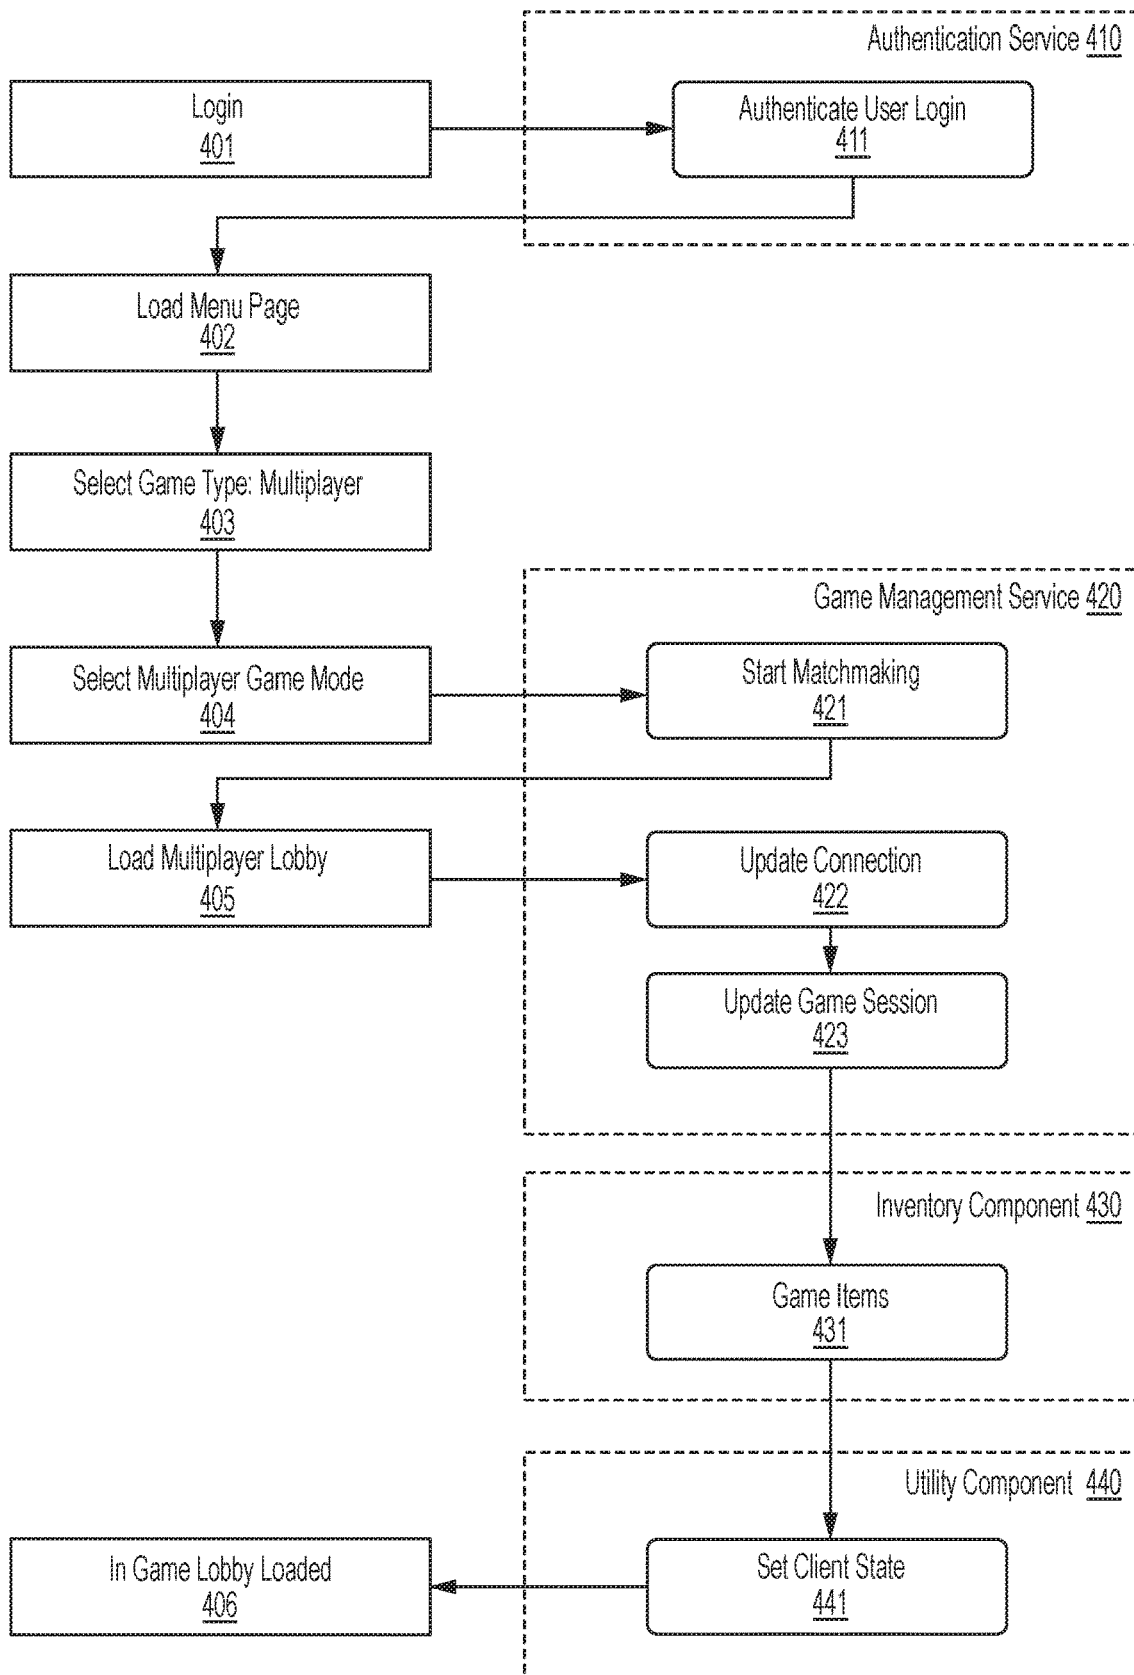 Authentication Service 410
Login
401
Authenticate User Login
411
Load Menu Page
402
Select Game Type: Multiplayer
403
Game Management Service 420
Select Multiplayer Game Mode
404
Start Matchmaking
421
Load Multiplayer Lobby
405
Update Connection
422
Update Game Session
423
Inventory Component 430
Game Items
431
Utility Component 440
In Game Lobby Loaded
406
Set Client State
441